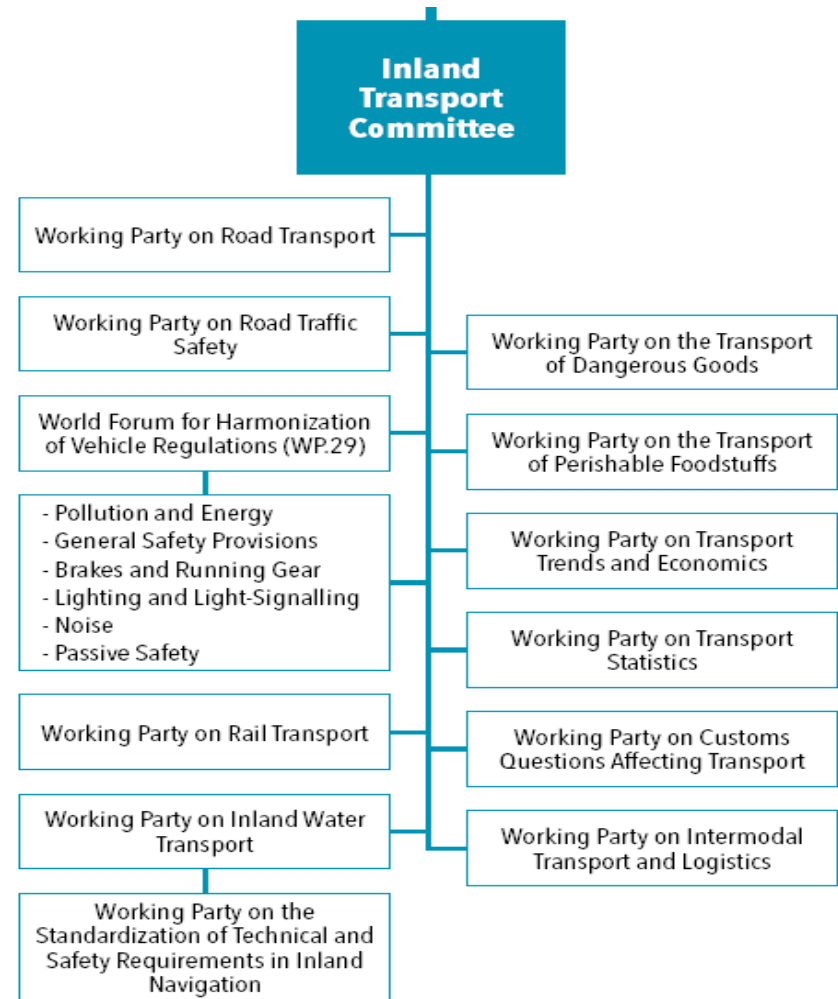 Inland
Transport
Committee
Working Party on Road Transport
Working Party on Road Traffic
Safety
World Forum for Harmonization
of Vehicle Regulations (WP.29)
- Pollution and Energy
- General Safety Provisions
- Brakes and Running Gear
- Lighting and Light-Signalling
- Noise
- Passive Safety
Working Party on Rail Transport
Working Party on Inland Water
Transport
Working Party on the
Standardization of Technical and
Safety Requirements in Inland
Navigation
Working Party on the Transport
of Dangerous Goods
Working Party on the Transport
of Perishable Foodstuffs
Working Party on Transport
Trends and Economics
Working Party on Transport
Statistics
Working Party on Customs
Questions Affecting Transport
Working Party on Intermodal
Transport and Logistics